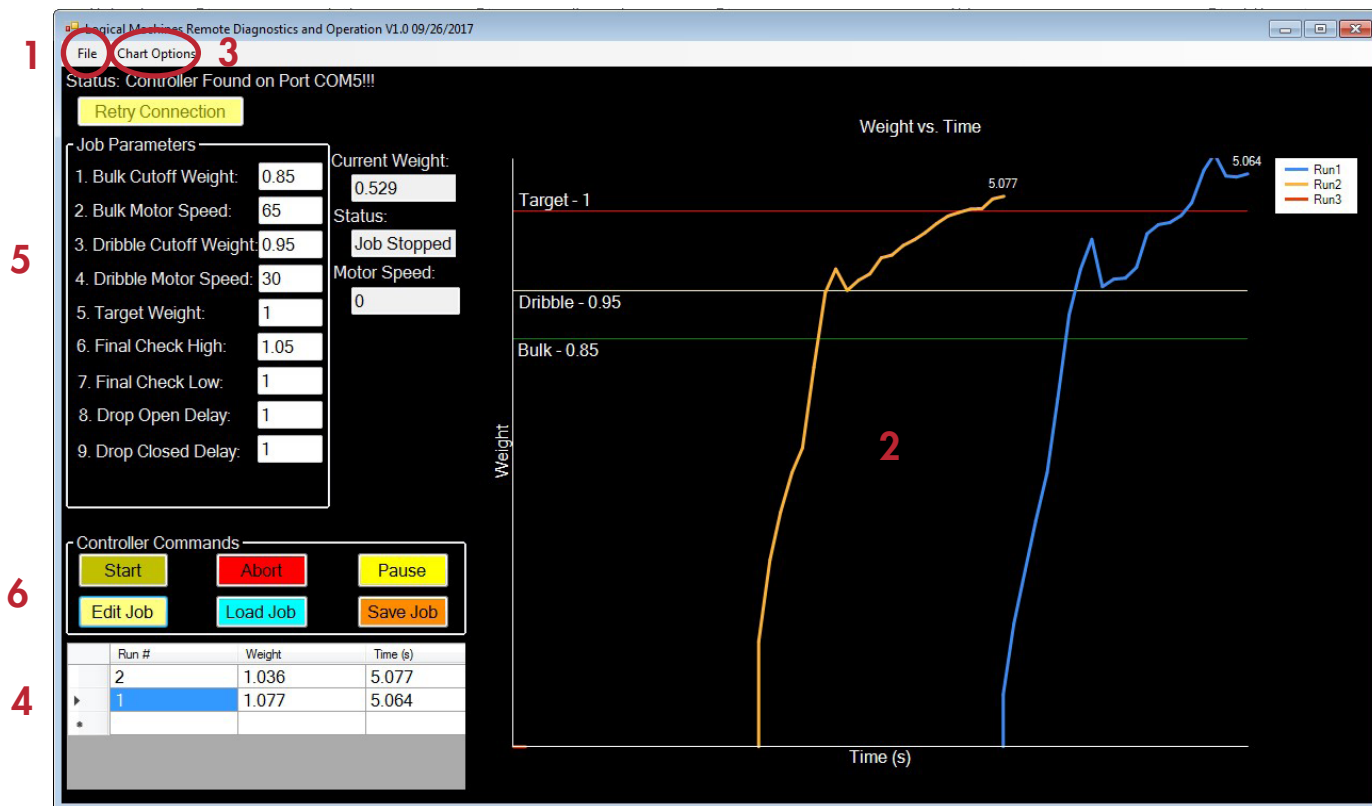 Logical Machines Remote Diagnostics and Operation V1.0 09/26/2017
1
File
Chart Options
3
Status: Controller Found on Port COM5!!!
Retry Connection
Job Parameters
1. Bulk Cutoff Weight: 0.85
2. Bulk Motor Speed: 65
3. Dribble Cutoff Weight: 0.95
4. Dribble Motor Speed: 30
5. Target Weight: 1
6. Final Check High: 1.05
7. Final Check Low: 1
8. Drop Open Delay: 1
9. Drop Closed Delay: 1
5
Current Weight:
0.529
Status:
Job Stopped
Motor Speed:
0
Controller Commands
Start Abort Pause
Edit Job Load Job Save Job
6
Run # Weight Time (s)
2 1.036 5.077
1 1.077 5.064
4
Weight vs. Time
5.077
5.064
Target - 1
Dribble - 0.95
Bulk - 0.85
2
Weight
Time (s)
Run1
Run2
Run3